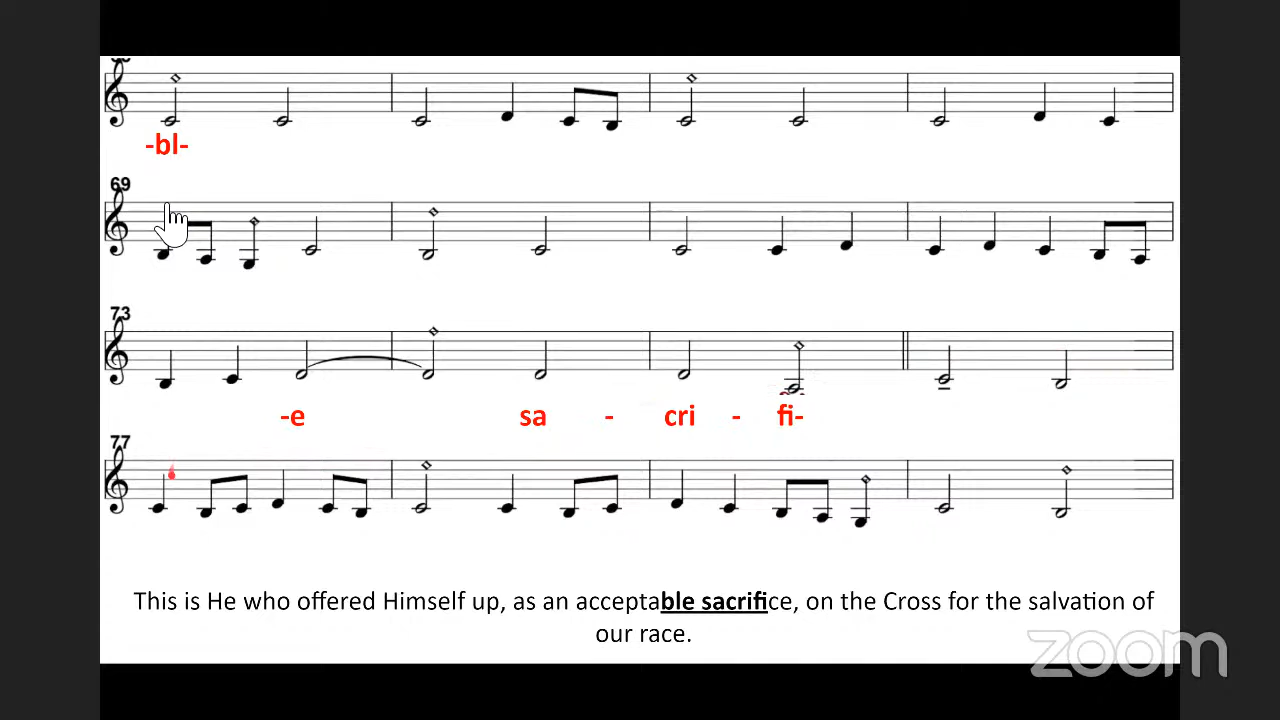 -bl-
69
73
-e sa - cri - fi-
77
This is He who offered Himself up, as an acceptable sacrifice, on the Cross for the salvation of
our race.
zoom